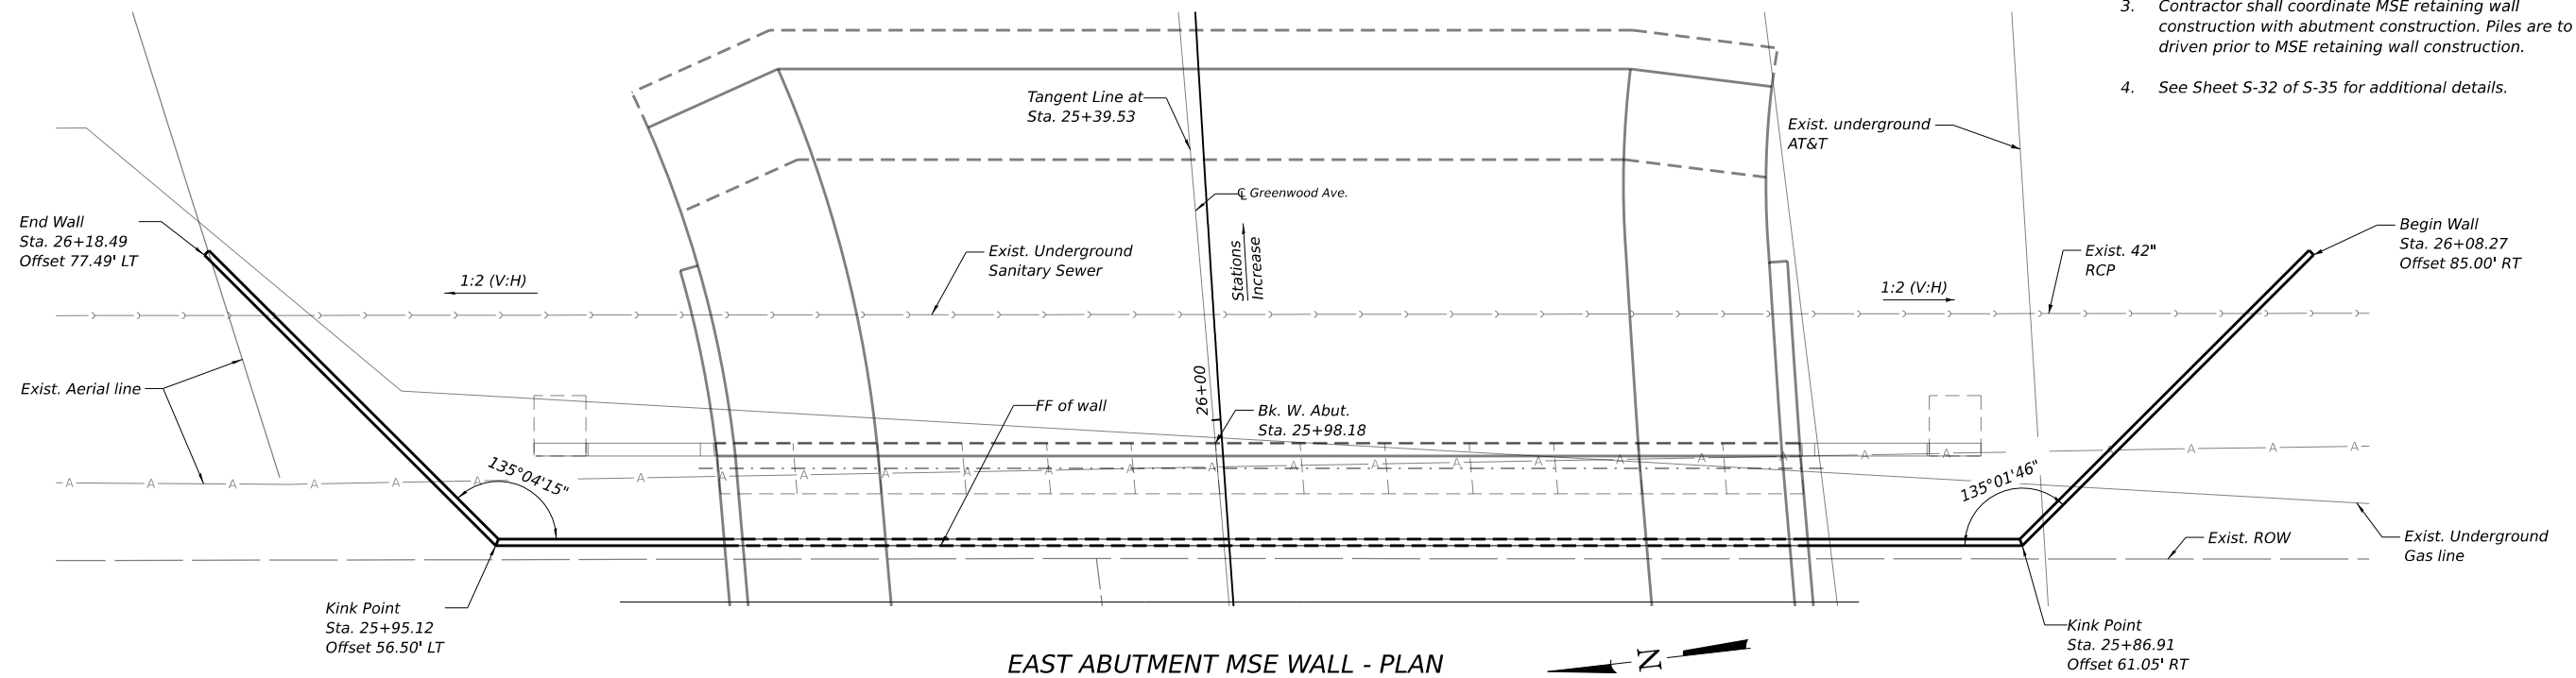 3. Contractor shall coordinate MSE retaining wall
construction with abutment construction. Piles are to
driven prior to MSE retaining wall construction.
4. See Sheet S-32 of S-35 for additional details.
Tangent Line at
Sta. 25+39.53
Exist. underground
AT&T
℄ Greenwood Ave.
End Wall
Sta. 26+18.49
Offset 77.49' LT
Exist. Underground
Sanitary Sewer
Stations
Increase
Exist. 42"
RCP
Begin Wall
Sta. 26+08.27
Offset 85.00' RT
1:2 (V:H)
1:2 (V:H)
Exist. Aerial line
FF of wall
26+00
Bk. W. Abut.
Sta. 25+98.18
135°04'15"
135°01'46"
A A A A A A A A A A A A A A A A A A A A A A A A A A A A A
Exist. ROW
Exist. Underground
Gas line
Kink Point
Sta. 25+95.12
Offset 56.50' LT
Kink Point
Sta. 25+86.91
Offset 61.05' RT
EAST ABUTMENT MSE WALL - PLAN
N